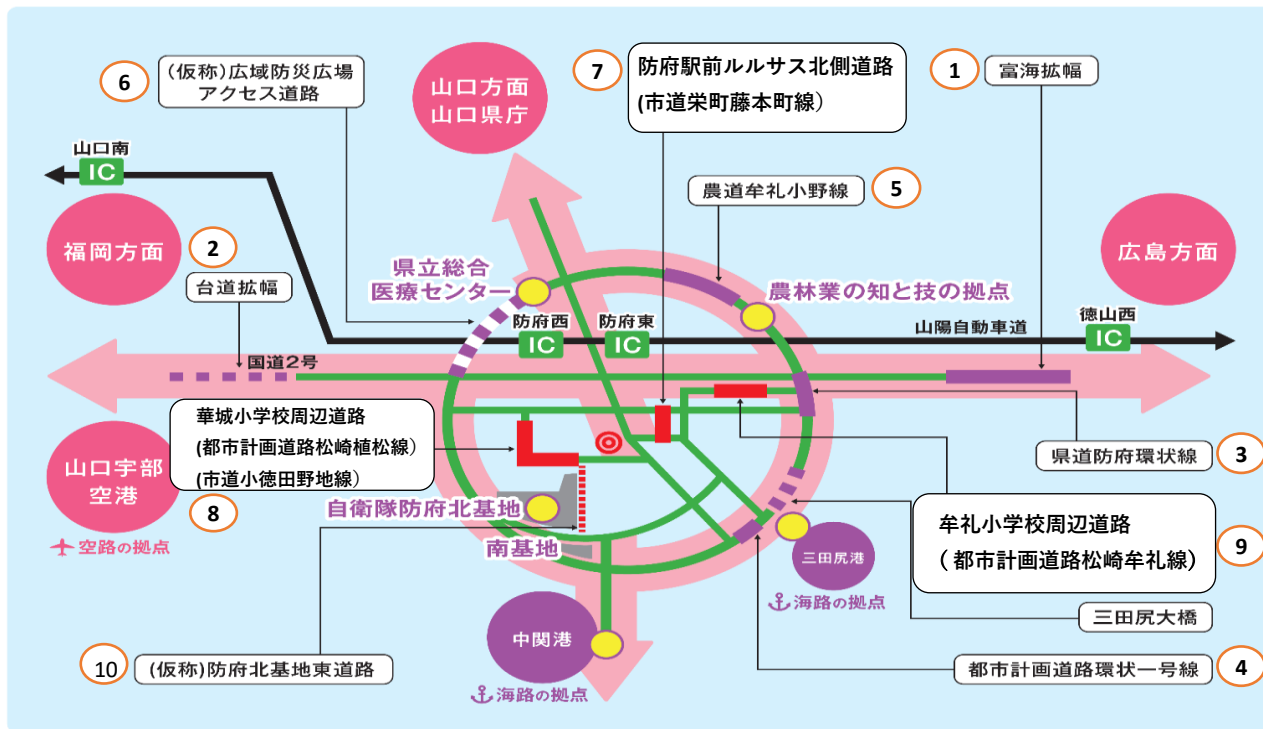 6
(仮称)広域防災広場
アクセス道路
山口方面
山口県庁
7
防府駅前ルルサス北側道路
(市道栄町藤本町線)
1
富海拡幅
山口南
IC
農道牟礼小野線
5
福岡方面
2
台道拡幅
県立総合
医療センター
農林業の知と技の拠点
広島方面
防府西
IC
防府東
IC
山陽自動車道
徳山西
IC
国道2号
華城小学校周辺道路
(都市計画道路松崎植松線)
(市道小徳田野地線)
8
山口宇部
空港
空路の拠点
県道防府環状線
3
自衛隊防府北基地
南基地
牟礼小学校周辺道路
(都市計画道路松崎牟礼線)
9
三田尻港
海路の拠点
三田尻大橋
中関港
海路の拠点
10
(仮称)防府北基地東道路
都市計画道路環状一号線
4